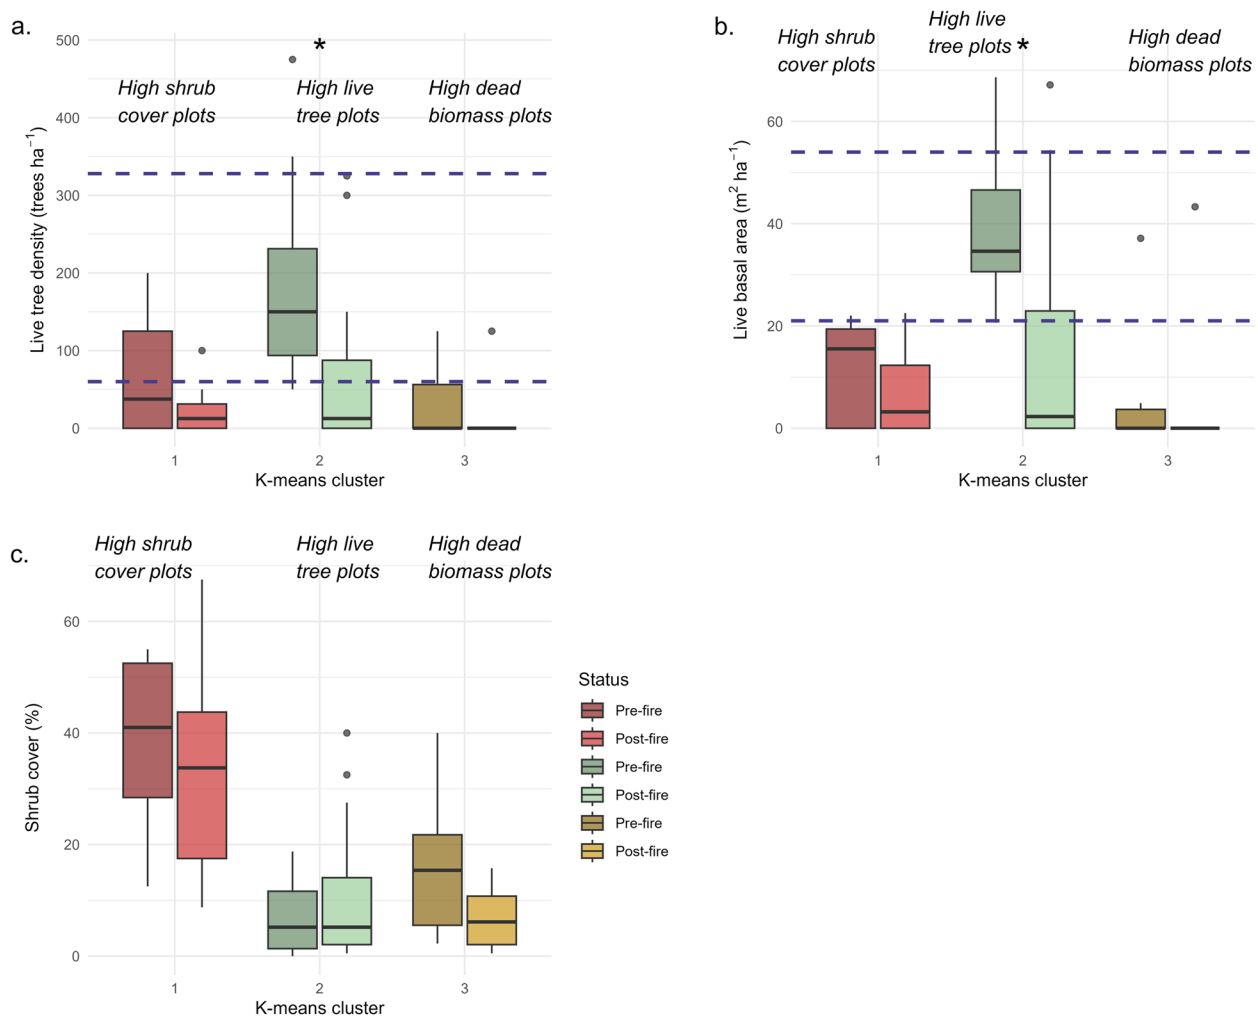 a.
500
400
300
200
100
0
Live tree density (trees ha⁻¹)
*
High shrub
cover plots
High live
tree plots
High dead
biomass plots
1 2 3
K-means cluster
b.
High shrub
cover plots
High live
tree plots *
High dead
biomass plots
60
40
20
0
Live basal area (m² ha⁻¹)
1 2 3
K-means cluster
c.
High shrub
cover plots
High live
tree plots
High dead
biomass plots
60
40
20
0
Shrub cover (%)
1 2 3
K-means cluster
Status
Pre-fire
Post-fire
Pre-fire
Post-fire
Pre-fire
Post-fire